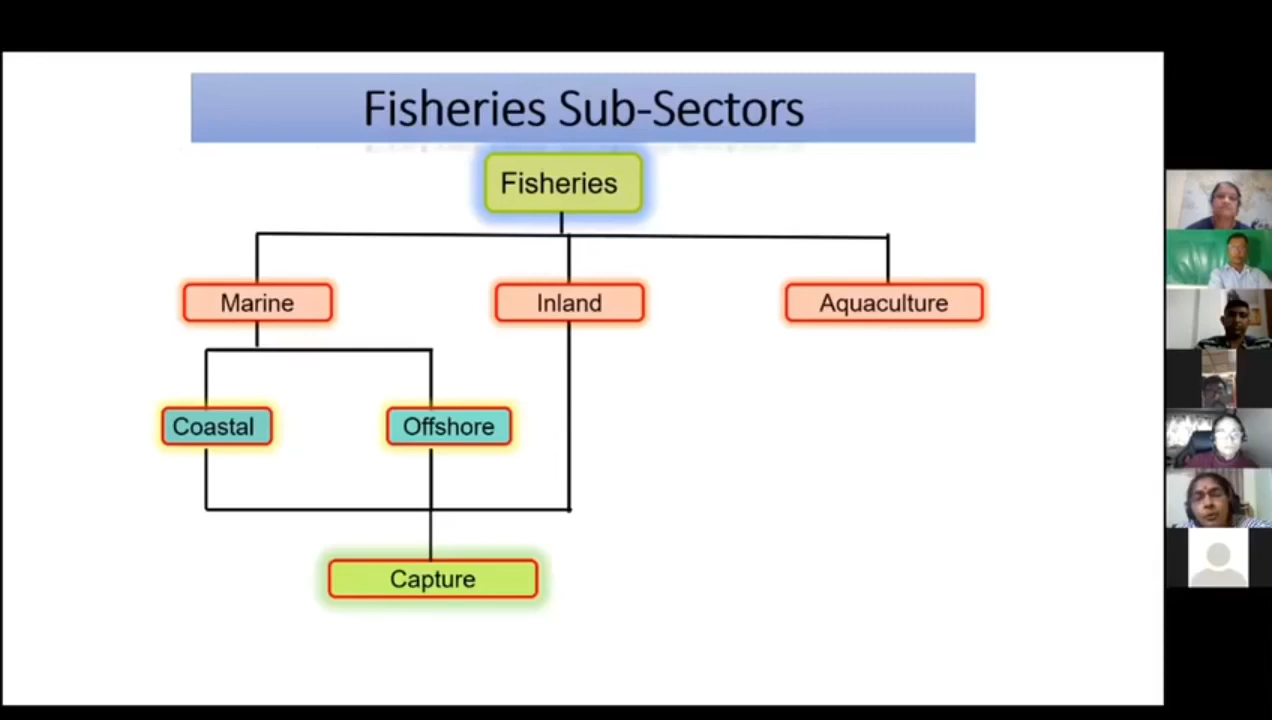 Fisheries Sub-Sectors
Fisheries
Marine
Inland
Aquaculture
Coastal
Offshore
Capture